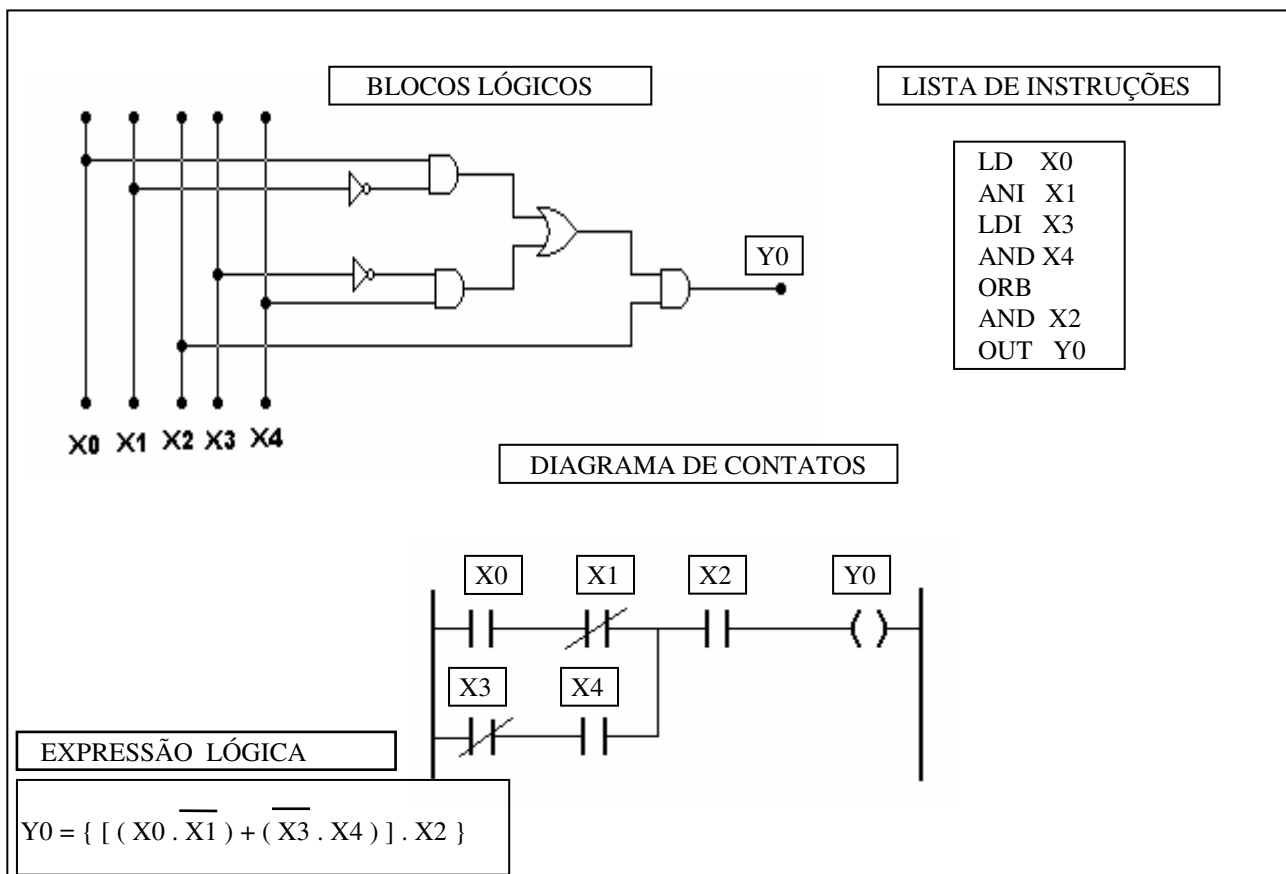 BLOCOS LÓGICOS
LISTA DE INSTRUÇÕES
LD X0
ANI X1
LDI X3
AND X4
ORB
AND X2
OUT Y0
Y0
X0 X1 X2 X3 X4
DIAGRAMA DE CONTATOS
X0 X1 X2 Y0
X3 X4
EXPRESSÃO LÓGICA
Y0 = { [ ( X0 . X̅1̅ ) + ( X̅3̅ . X4 ) ] . X2 }